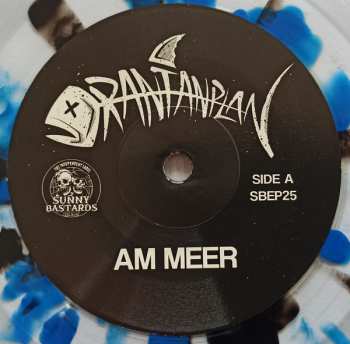 RANTANPLAN
SIDE A
SBEP25
SUNNY
BASTARDS
AM MEER